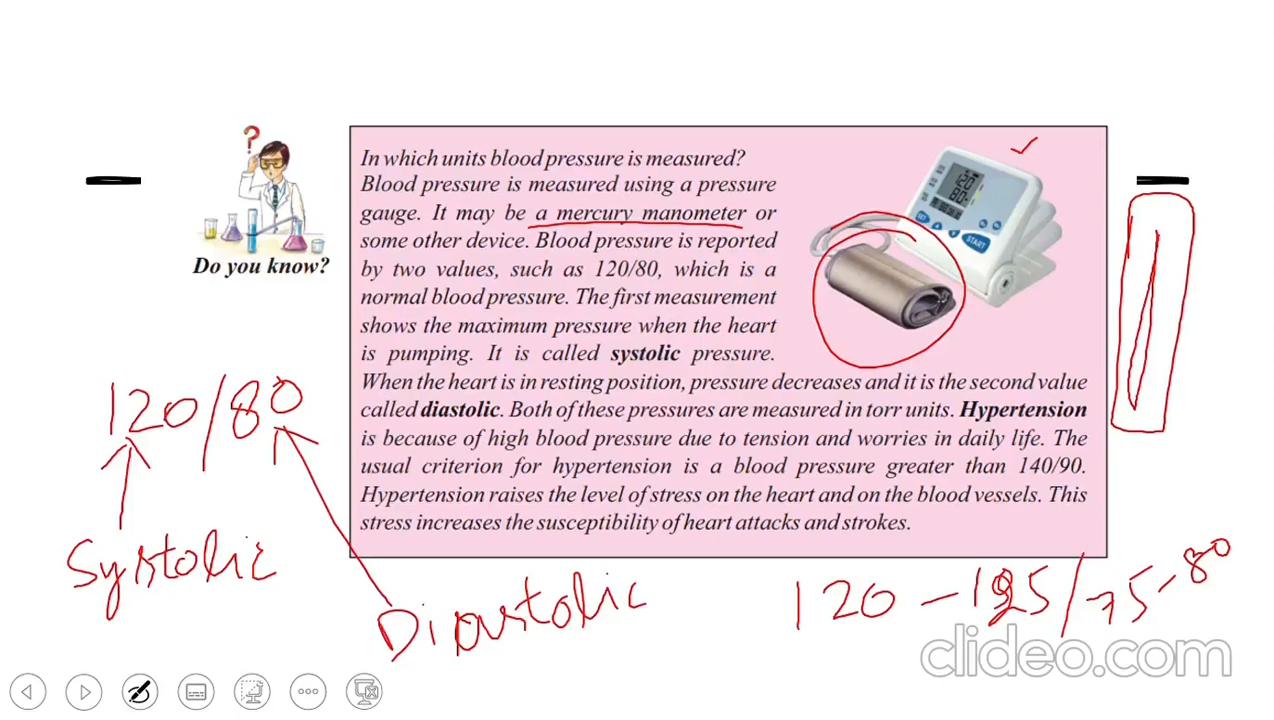 ?
Do you know?
In which units blood pressure is measured?
Blood pressure is measured using a pressure
gauge. It may be a mercury manometer or
some other device. Blood pressure is reported
by two values, such as 120/80, which is a
normal blood pressure. The first measurement
shows the maximum pressure when the heart
is pumping. It is called systolic pressure.
When the heart is in resting position, pressure decreases and it is the second value
called diastolic. Both of these pressures are measured in torr units. Hypertension
is because of high blood pressure due to tension and worries in daily life. The
usual criterion for hypertension is a blood pressure greater than 140/90.
Hypertension raises the level of stress on the heart and on the blood vessels. This
stress increases the susceptibility of heart attacks and strokes.
120
80
START
120/80
Systolic
Diastolic
120 - 125/75-80
clideo.com